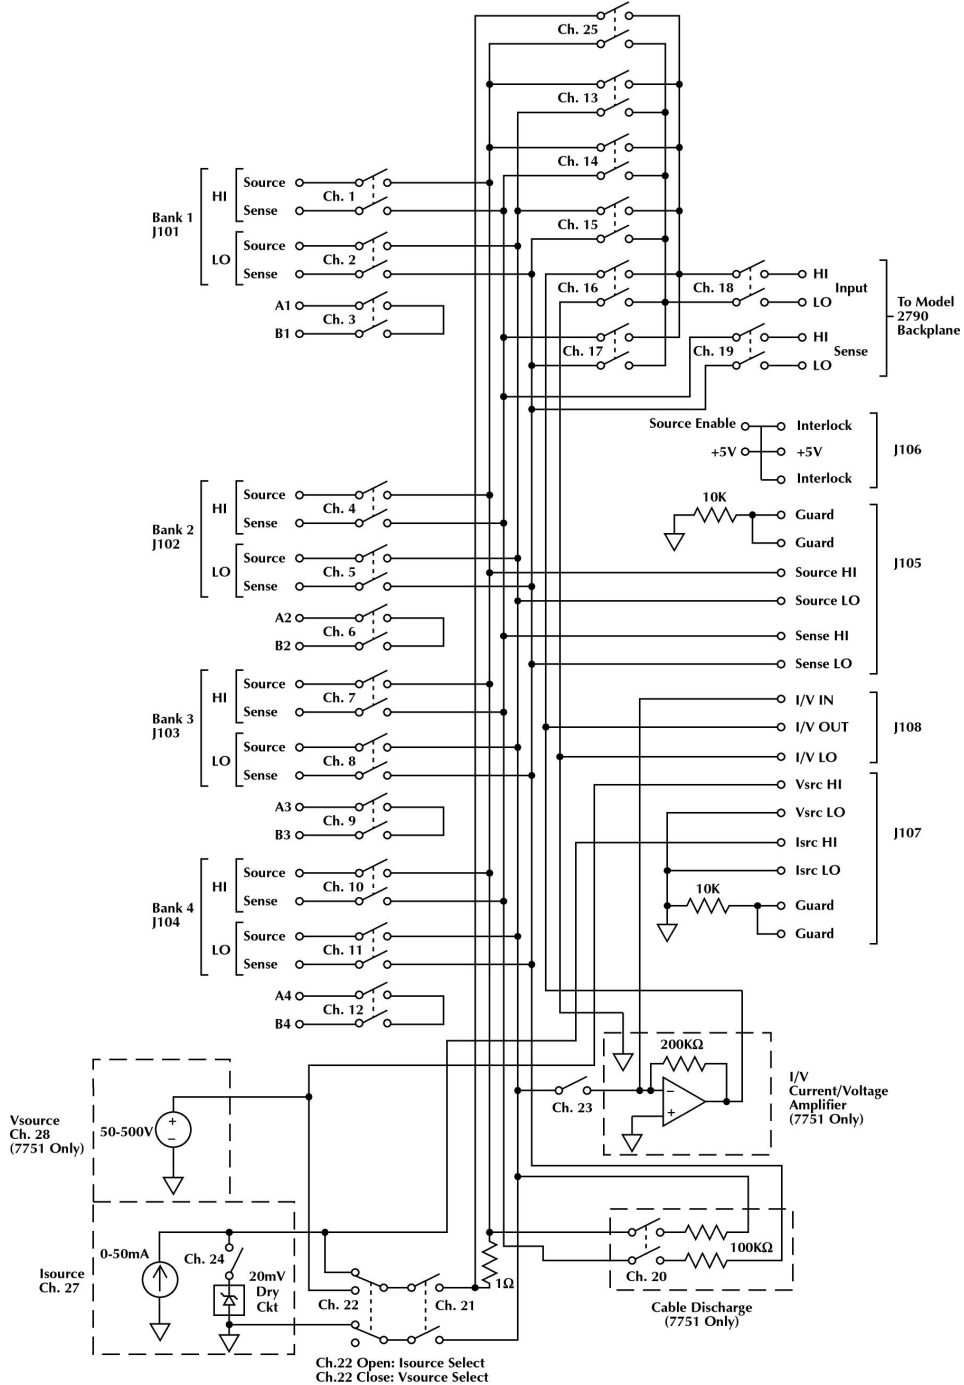 Ch. 25
Ch. 13
Ch. 14
Ch. 15
Ch. 16
Ch. 17
Ch. 18
Ch. 19
HI
Input
LO
HI
Sense
LO
To Model
2790
Backplane
Bank 1
J101
HI
Source
Sense
Ch. 1
LO
Source
Sense
Ch. 2
A1
B1
Ch. 3
Source Enable
Interlock
+5V
+5V
Interlock
J106
Bank 2
J102
HI
Source
Sense
Ch. 4
LO
Source
Sense
Ch. 5
A2
B2
Ch. 6
10K
Guard
Guard
Source HI
Source LO
Sense HI
Sense LO
J105
Bank 3
J103
HI
Source
Sense
Ch. 7
LO
Source
Sense
Ch. 8
A3
B3
Ch. 9
I/V IN
I/V OUT
I/V LO
J108
Vsrc HI
Vsrc LO
Isrc HI
Isrc LO
10K
Guard
Guard
J107
Bank 4
J104
HI
Source
Sense
Ch. 10
LO
Source
Sense
Ch. 11
A4
B4
Ch. 12
Vsource
Ch. 28
(7751 Only)
50-500V
+
−
Ch. 23
200KΩ
−
+
I/V
Current/Voltage
Amplifier
(7751 Only)
Isource
Ch. 27
0-50mA
Ch. 24
20mV
Dry
Ckt
Ch. 22
Ch. 21
1Ω
Ch. 20
100KΩ
Cable Discharge
(7751 Only)
Ch.22 Open: Isource Select
Ch.22 Close: Vsource Select